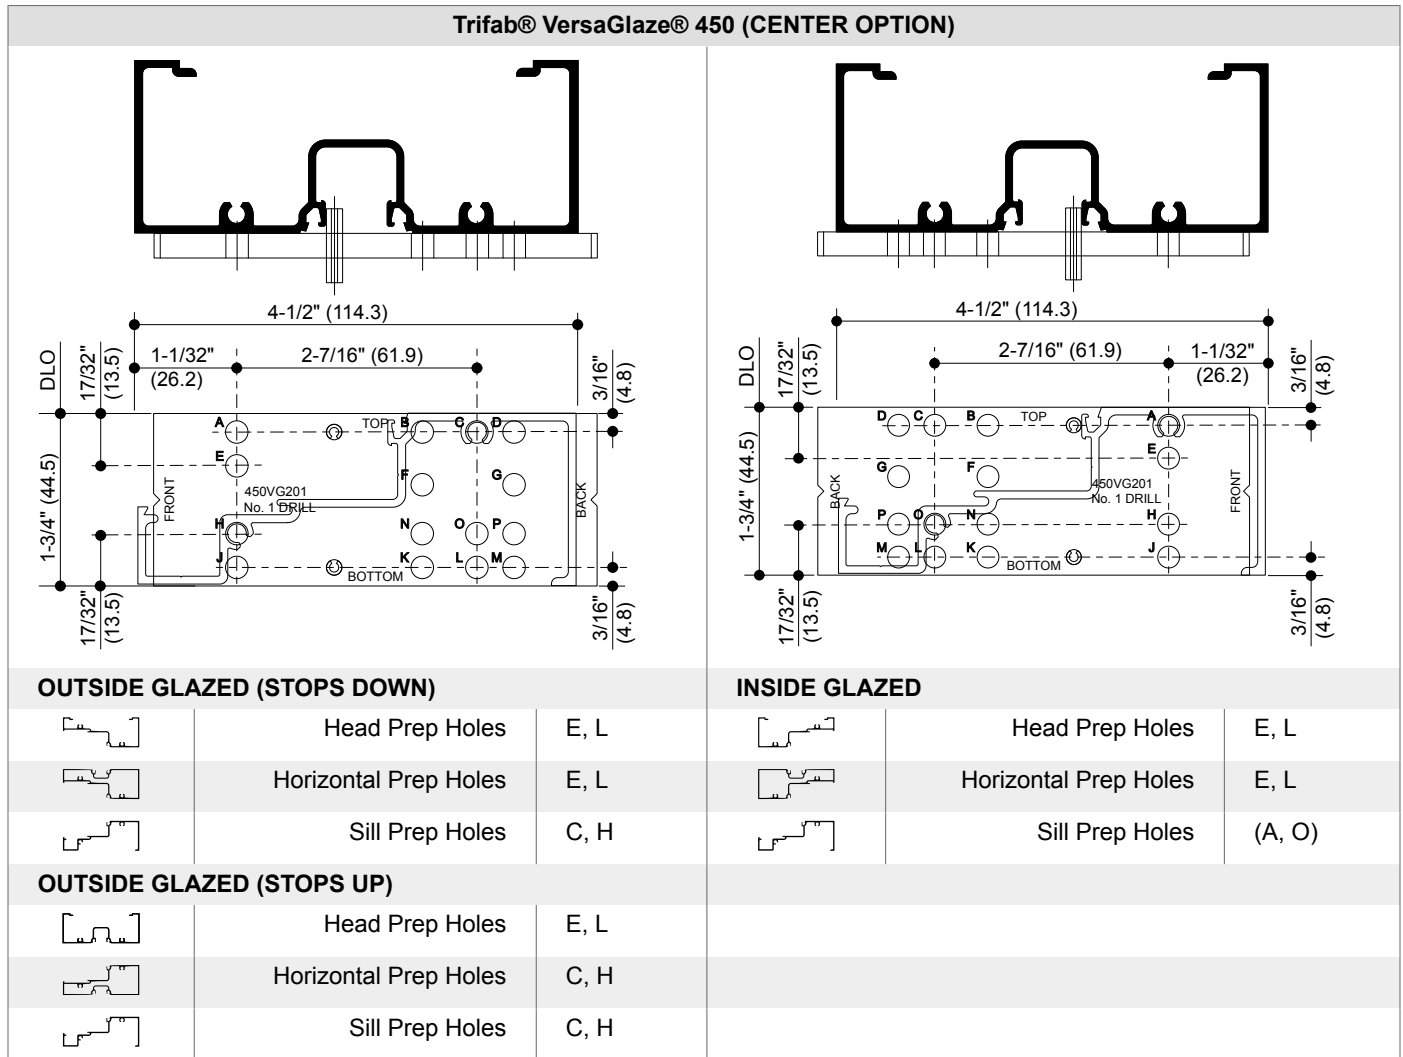 Trifab® VersaGlaze® 450 (CENTER OPTION)
4-1/2" (114.3)
DLO
17/32"
(13.5)
1-1/32"
(26.2)
2-7/16" (61.9)
3/16"
(4.8)
1-3/4" (44.5)
A
TOP
B
C
D
E
F
G
FRONT
450VG201
No. 1 DRILL
BACK
H
N
O
P
J
BOTTOM
K
L
M
17/32"
(13.5)
3/16"
(4.8)
4-1/2" (114.3)
DLO
17/32"
(13.5)
2-7/16" (61.9)
1-1/32"
(26.2)
3/16"
(4.8)
1-3/4" (44.5)
D
C
B
TOP
A
E
G
F
BACK
450VG201
No. 1 DRILL
FRONT
P
O
N
H
M
L
K
BOTTOM
J
17/32"
(13.5)
3/16"
(4.8)
OUTSIDE GLAZED (STOPS DOWN)
Head Prep Holes E, L
Horizontal Prep Holes E, L
Sill Prep Holes C, H
INSIDE GLAZED
Head Prep Holes E, L
Horizontal Prep Holes E, L
Sill Prep Holes (A, O)
OUTSIDE GLAZED (STOPS UP)
Head Prep Holes E, L
Horizontal Prep Holes C, H
Sill Prep Holes C, H